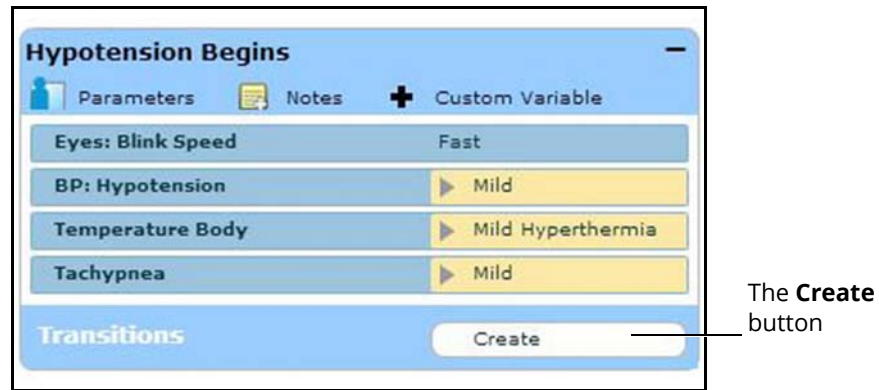 Hypotension Begins
Parameters Notes Custom Variable
Eyes: Blink Speed Fast
BP: Hypotension Mild
Temperature Body Mild Hyperthermia
Tachypnea Mild
Transitions Create
The Create
button